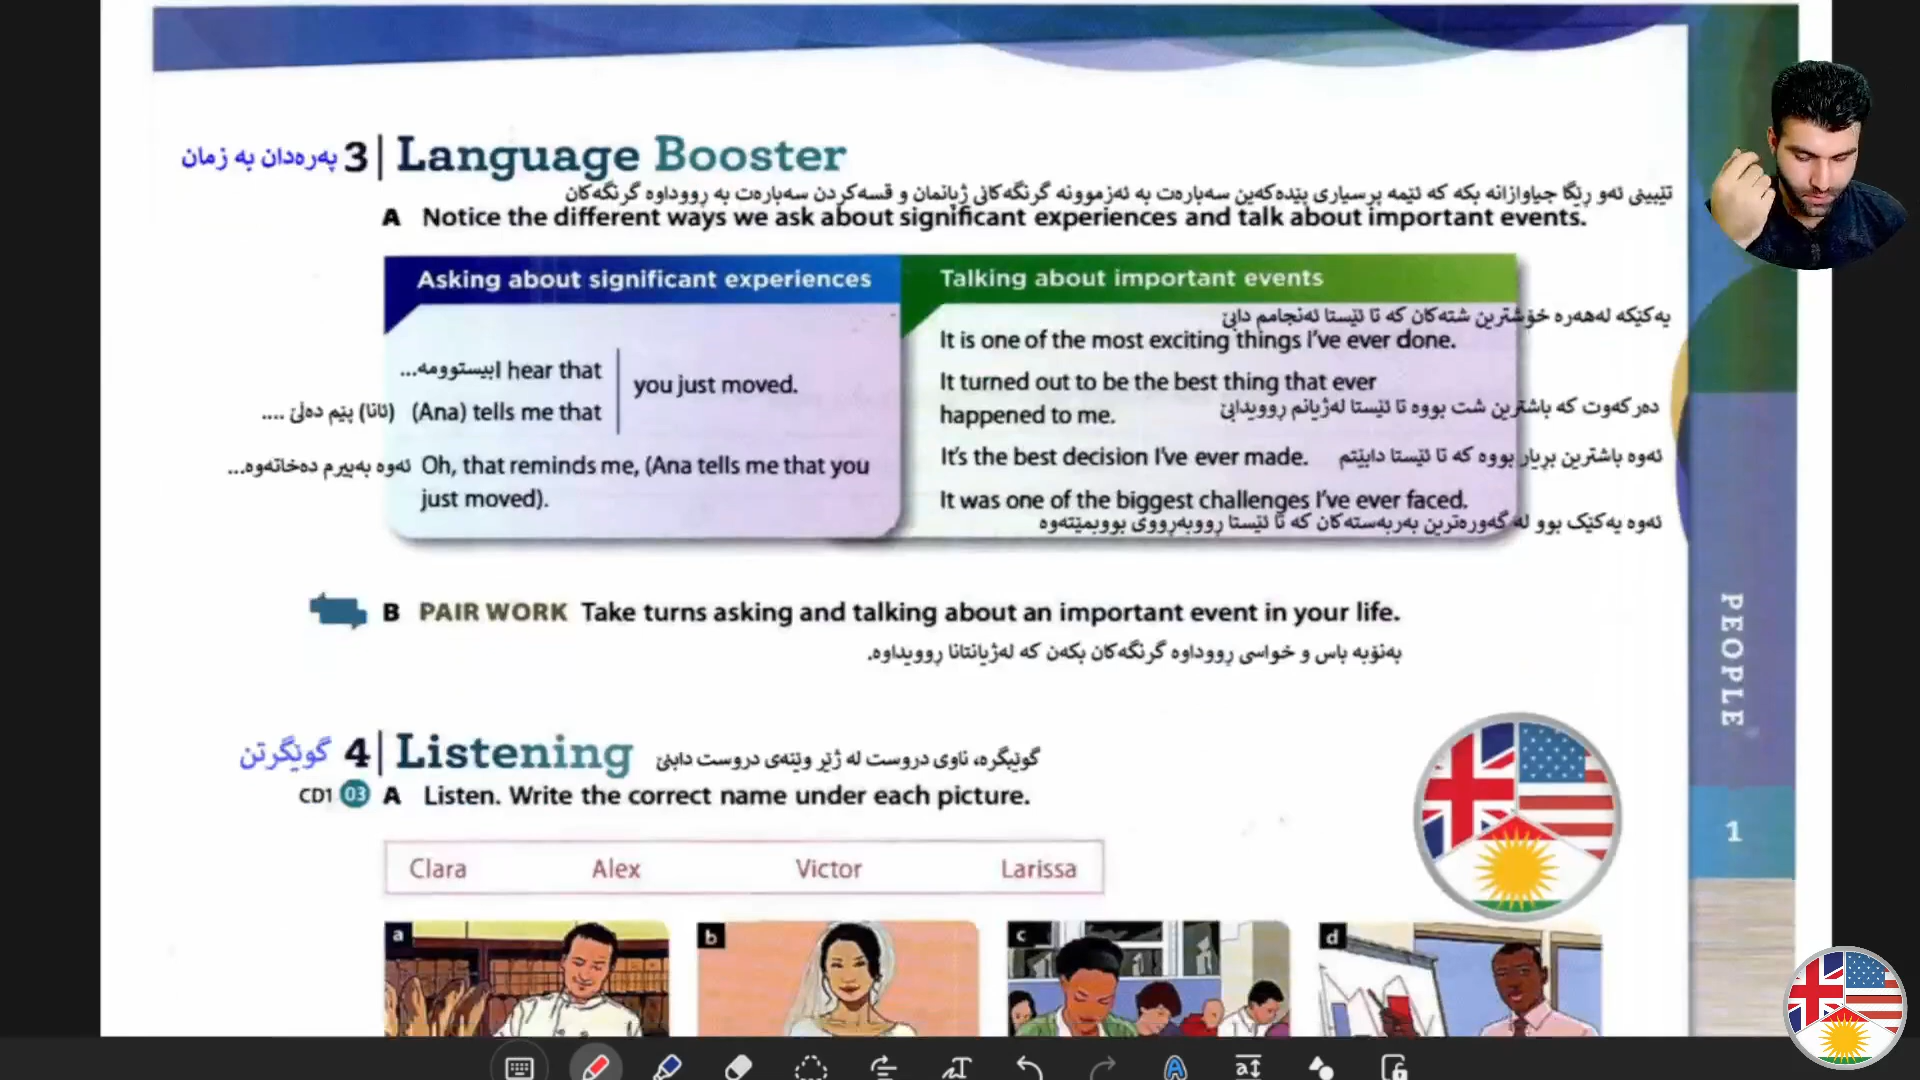 پەرەدان بە زمان 3 Language Booster
تێبینی ئەو ڕێگا جیاوازانە بکە کە ئێمە پرسیاری پێدەکەین سەبارەت بە ئەزموونە گرنگەکانی ژیانمان و قسەکردن سەبارەت بە ڕووداوە گرنگەکان
A Notice the different ways we ask about significant experiences and talk about important events.
Asking about significant experiences
بیستوومە... I hear that
(ئانا) پێم دەلێ .... (Ana) tells me that
you just moved.
ئەوە بەبیرم دەخاتەوە... Oh, that reminds me, (Ana tells me that you
just moved).
Talking about important events
یەکێکە لەهەرە خۆشترین شتەکان کە تا ئێستا ئەنجامم دابێ
It is one of the most exciting things I've ever done.
It turned out to be the best thing that ever
happened to me. دەرکەوت کە باشترین شت بووە تا ئێستا لەژیانم ڕوویدابێ
It's the best decision I've ever made. ئەوە باشترین بڕیار بووە کە تا ئێستا دابێتم
It was one of the biggest challenges I've ever faced.
ئەوە یەکێک بوو لە گەورەترین بەربەستەکان کە تا ئێستا ڕووبەڕووی بووبمێتەوە
B PAIR WORK Take turns asking and talking about an important event in your life.
بەنۆبە باس و خواسی ڕووداوە گرنگەکان بکەن کە لەژیانتانا ڕوویداوە.
PEOPLE
1
گوێگرتن 4 Listening گوێبگرە، ناوی دروست لە ژێر وێنەی دروست دابنێ
CD1 03 A Listen. Write the correct name under each picture.
Clara Alex Victor Larissa
a b c d